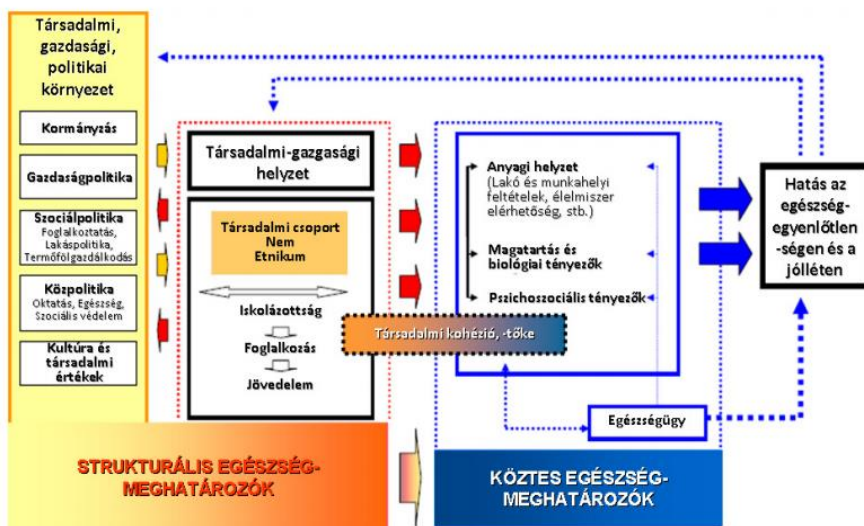 Társadalmi,
gazdasági,
politikai
környezet
Kormányzás
Gazdaságpolitika
Szociálpolitika
Foglalkoztatás,
Lakáspolitika,
Termőfölgazdálkodás
Közpolitika
Oktatás, Egészség,
Szociális védelem
Kultúra és
társadalmi
értékek
Társadalmi-gazgasági
helyzet
Társadalmi csoport
Nem
Etnikum
Iskolázottság
Foglalkozás
Jövedelem
Társadalmi kohézió, -tőke
Anyagi helyzet
(Lakó és munkahelyi
feltételek, élelmiszer
elérhetőség, stb.)
Magatartás és
biológiai tényezők
Pszichoszociális tényezők
Egészségügy
Hatás az
egészség-
egyenlőtlen
-ségen és a
jólléten
STRUKTURÁLIS EGÉSZSÉG-
MEGHATÁROZÓK
KÖZTES EGÉSZSÉG-
MEGHATÁROZÓK